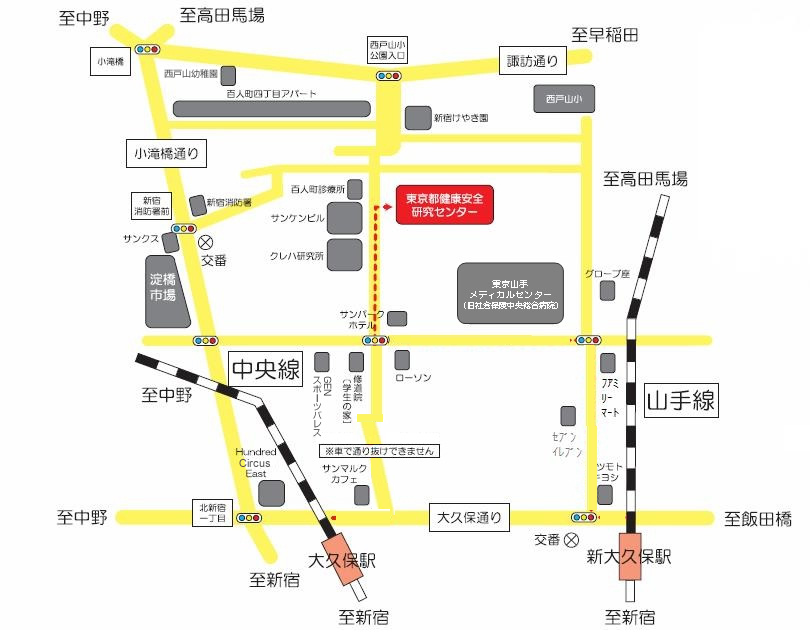 至中野
至高田馬場
至早稲田
小滝橋
西戸山小
公園入口
諏訪通り
西戸山幼稚園
百人町四丁目アパート
新宿けやき園
西戸山小
小滝橋通り
至高田馬場
新宿
消防署前
新宿消防署
百人町診療所
サンケンビル
東京都健康安全
研究センター
サンクス
交番
クレハ研究所
淀橋
市場
東京山手
メディカルセンター
(旧社会保険中央総合病院)
グローブ座
サンパーク
ホテル
中央線
至中野
GEN
スポーツパレス
修道院
[学生の家]
ローソン
ファミ
リー
マート
山手線
セブン
イレブン
※車で通り抜けできません
Hundred
Circus
East
サンマルク
カフェ
ツモト
キヨシ
至中野
北新宿
一丁目
大久保通り
至飯田橋
交番
大久保駅
新大久保駅
至新宿
至新宿
至新宿